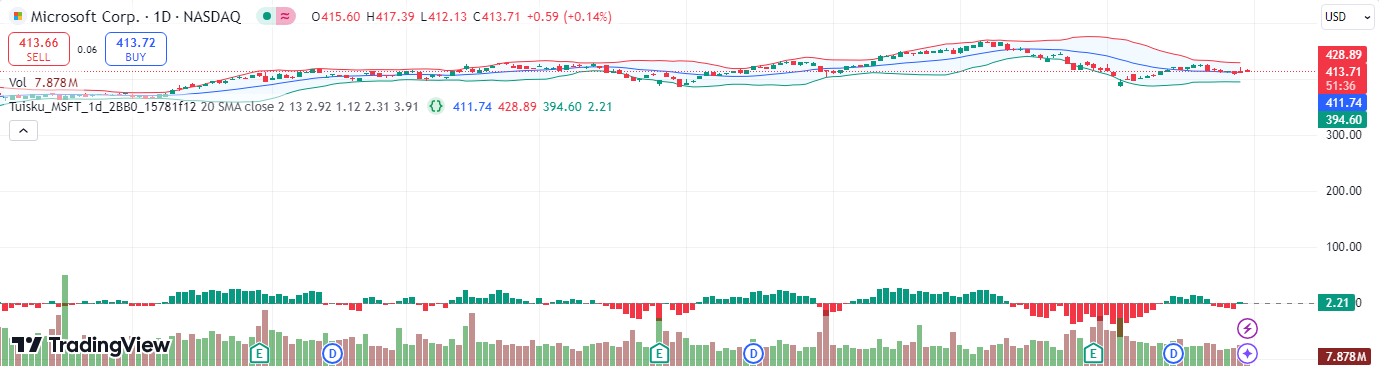 Microsoft Corp. · 1D · NASDAQ ≈ O415.60 H417.39 L412.13 C413.71 +0.59 (+0.14%)
USD
413.66
SELL
0.06
413.72
BUY
Vol 7.878M
Tuisku_MSFT_1d_2BB0_15781f12 20 SMA close 2 13 2.92 1.12 2.31 3.91 {} 411.74 428.89 394.60 2.21
428.89
413.71
51:36
411.74
394.60
300.00
200.00
100.00
2.21
0
7.878M
E
D
E
D
E
D
TradingView